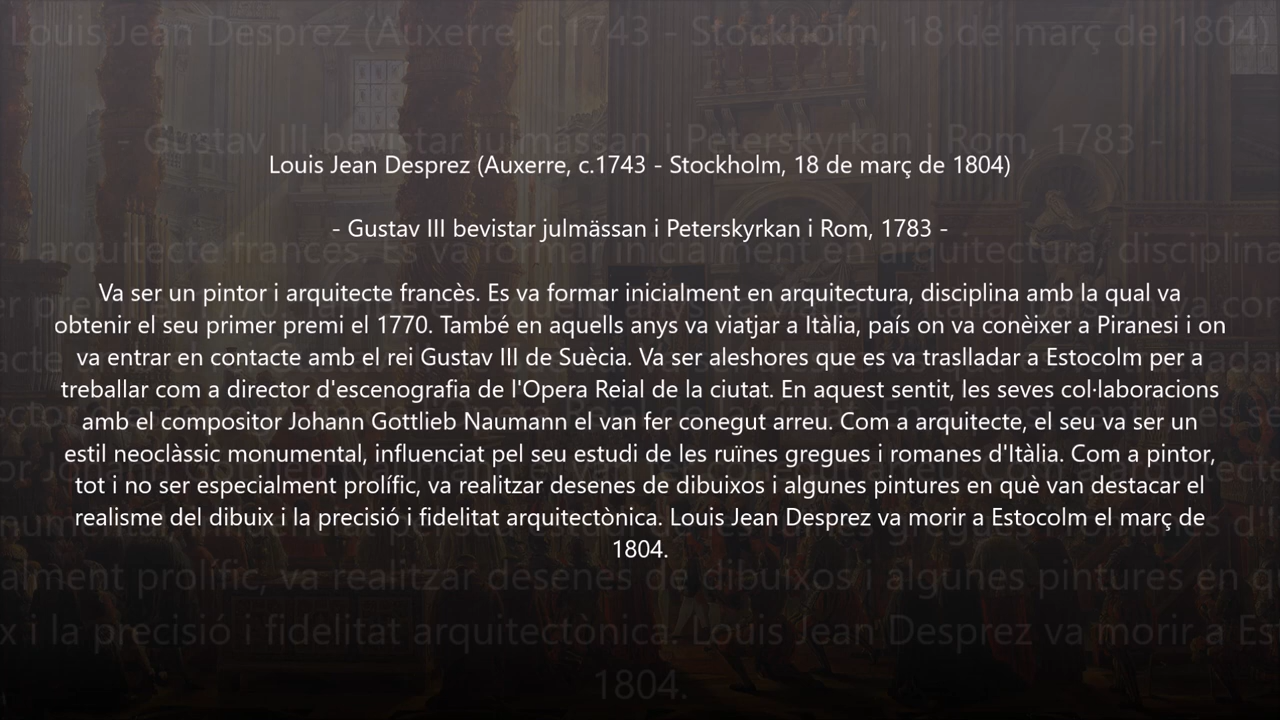 Louis Jean Desprez (Auxerre, c.1743 - Stockholm, 18 de març de 1804)
- Gustav III bevistar julmässan i Peterskyrkan i Rom, 1783 -
Va ser un pintor i arquitecte francès. Es va formar inicialment en arquitectura, disciplina amb la qual va
obtenir el seu primer premi el 1770. També en aquells anys va viatjar a Itàlia, país on va conèixer a Piranesi i on
va entrar en contacte amb el rei Gustav III de Suècia. Va ser aleshores que es va traslladar a Estocolm per a
treballar com a director d'escenografia de l'Opera Reial de la ciutat. En aquest sentit, les seves col·laboracions
amb el compositor Johann Gottlieb Naumann el van fer conegut arreu. Com a arquitecte, el seu va ser un
estil neoclàssic monumental, influenciat pel seu estudi de les ruïnes gregues i romanes d'Itàlia. Com a pintor,
tot i no ser especialment prolífic, va realitzar desenes de dibuixos i algunes pintures en què van destacar el
realisme del dibuix i la precisió i fidelitat arquitectònica. Louis Jean Desprez va morir a Estocolm el març de
1804.